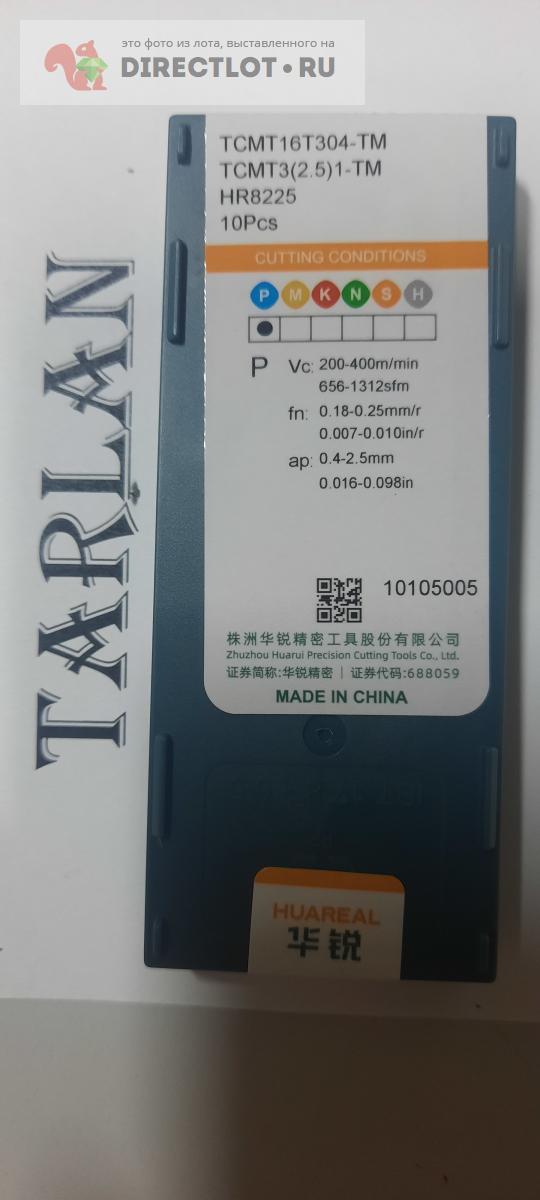 это фото из лота, выставленного на
DIRECTLOT•RU
TARLAN
TCMT16T304-TM
TCMT3(2.5)1-TM
HR8225
10Pcs
CUTTING CONDITIONS
P M K N S H
P Vc: 200-400m/min
656-1312sfm
fn: 0.18-0.25mm/r
0.007-0.010in/r
ap: 0.4-2.5mm
0.016-0.098in
10105005
株洲华锐精密工具股份有限公司
Zhuzhou Huarui Precision Cutting Tools Co., Ltd.
证券简称:华锐精密 | 证券代码:688059
MADE IN CHINA
HUAREAL
华锐